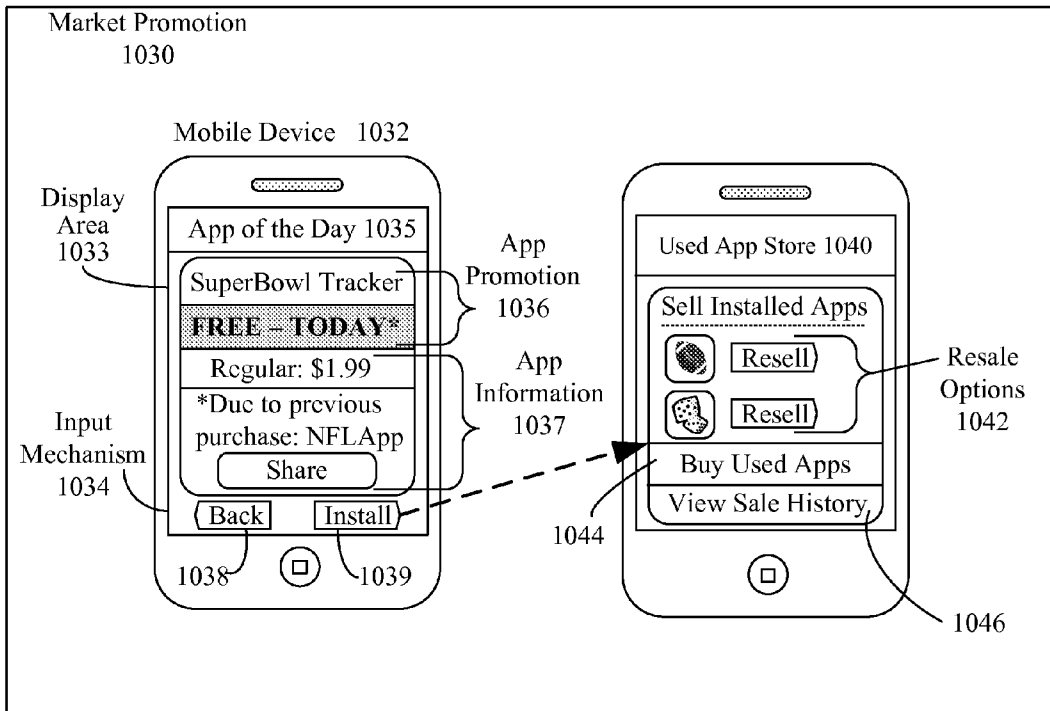 Market Promotion
1030
Mobile Device 1032
Display
Area
1033
App of the Day 1035
SuperBowl Tracker
FREE – TODAY*
Regular: $1.99
*Due to previous
purchase: NFLApp
Share
Back
Install
App
Promotion
1036
App
Information
1037
Input
Mechanism
1034
1038
1039
Used App Store 1040
Sell Installed Apps
Resell
Resell
Buy Used Apps
View Sale History
Resale
Options
1042
1044
1046